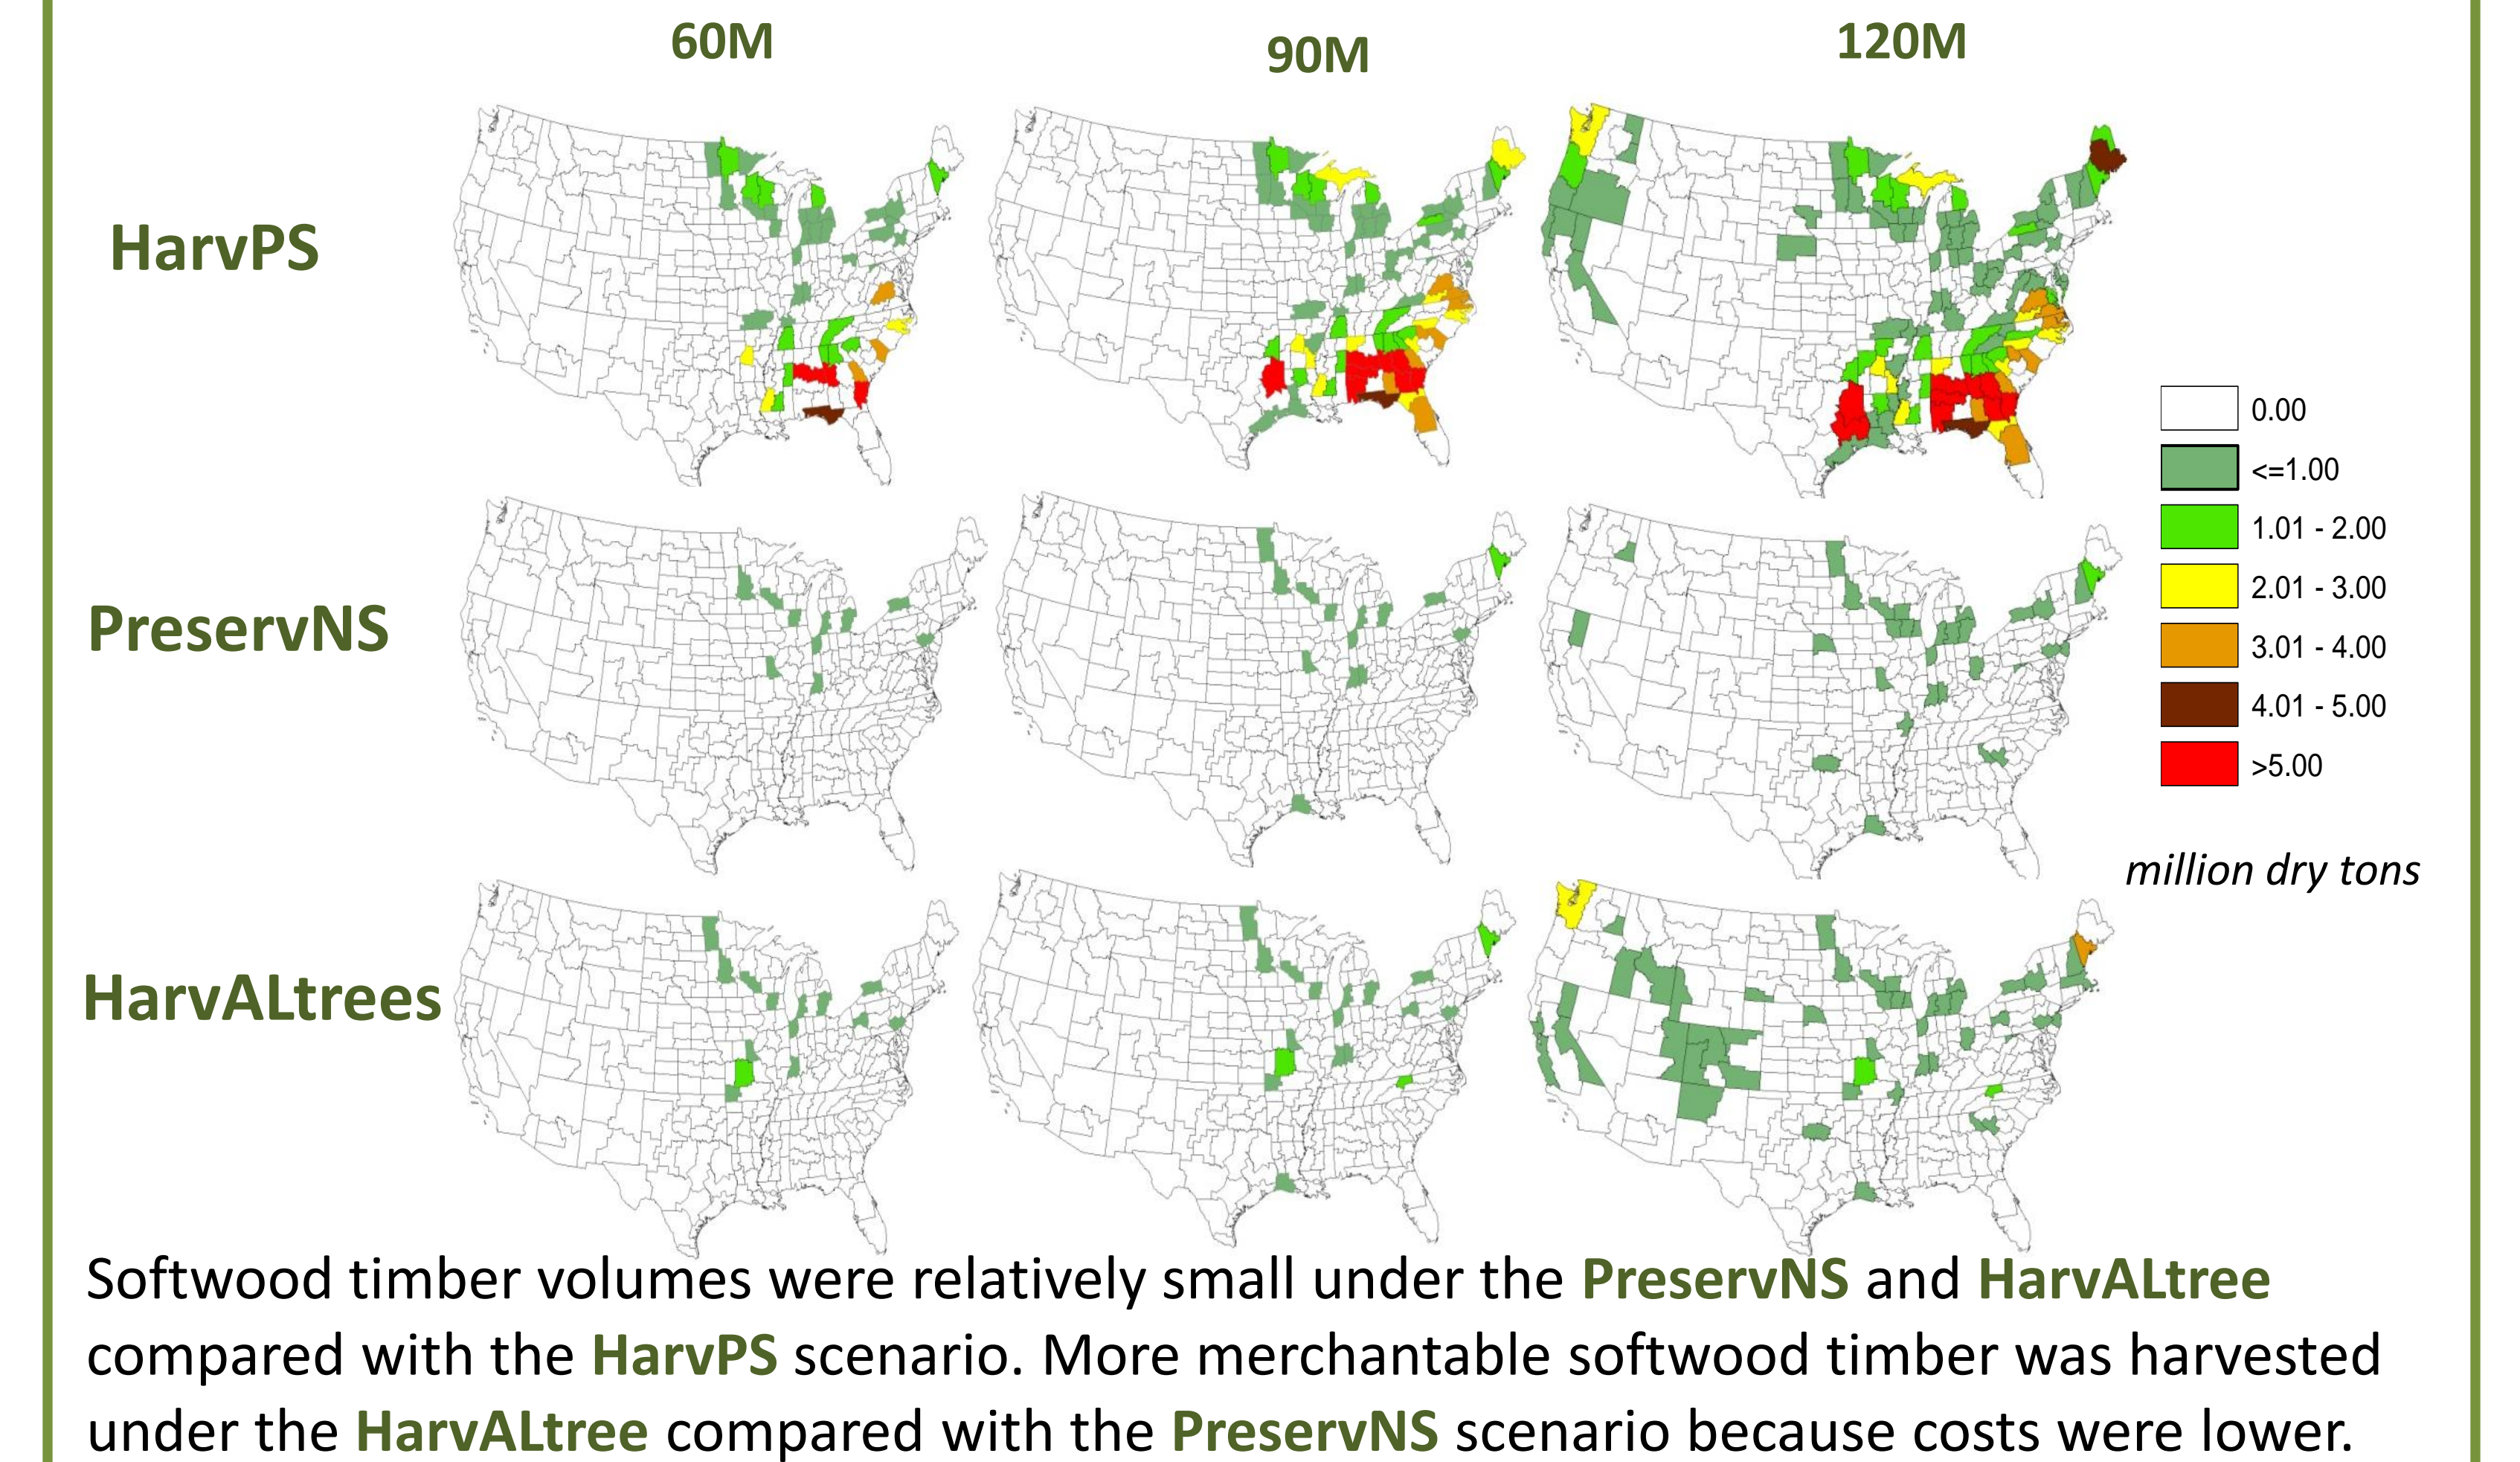 60M
90M
120M
HarvPS
PreservNS
HarvALtrees
0.00
<=1.00
1.01 - 2.00
2.01 - 3.00
3.01 - 4.00
4.01 - 5.00
>5.00
million dry tons
Softwood timber volumes were relatively small under the PreservNS and HarvALtree
compared with the HarvPS scenario. More merchantable softwood timber was harvested
under the HarvALtree compared with the PreservNS scenario because costs were lower.